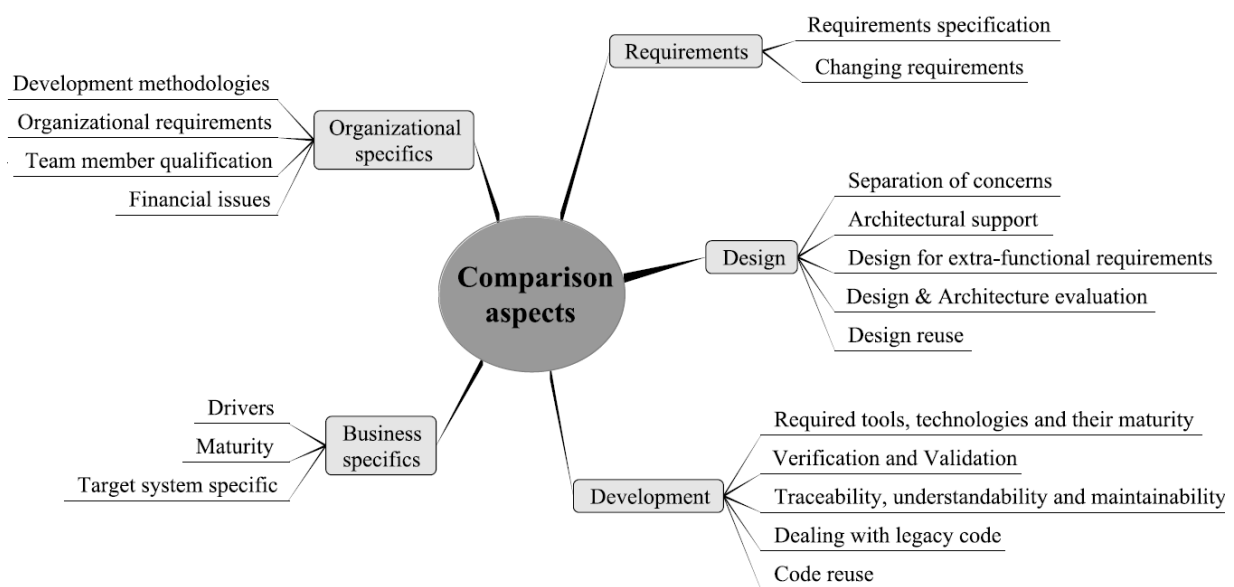 Requirements specification
Requirements
Changing requirements
Development methodologies
Organizational requirements
Team member qualification
Financial issues
Organizational
specifics
Separation of concerns
Architectural support
Design
Design for extra-functional requirements
Design & Architecture evaluation
Design reuse
Comparison
aspects
Drivers
Maturity
Target system specific
Business
specifics
Required tools, technologies and their maturity
Verification and Validation
Development
Traceability, understandability and maintainability
Dealing with legacy code
Code reuse